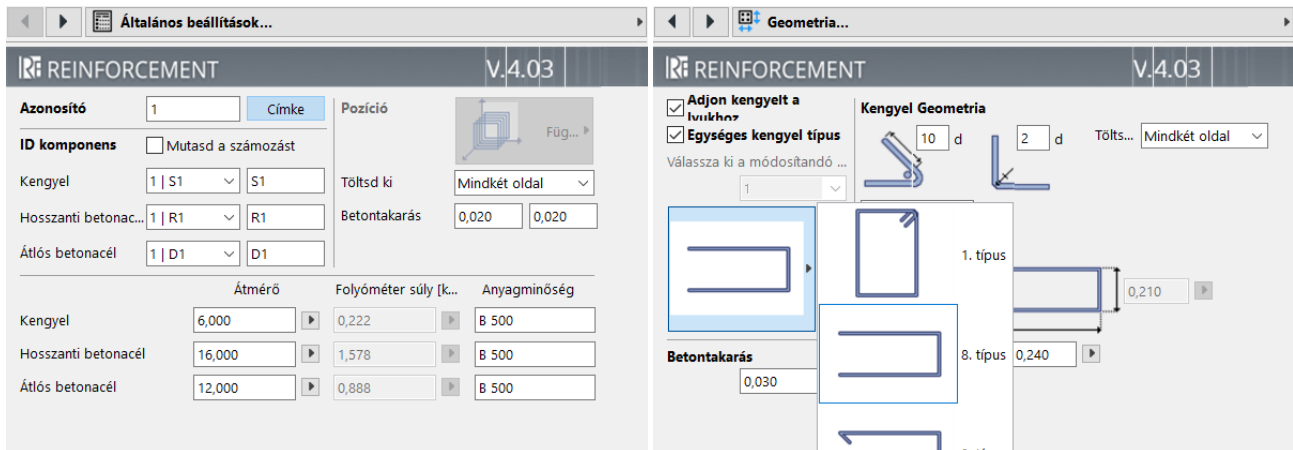 Általános beállítások...
REINFORCEMENT V.4.03
Azonosító 1 Címke Pozíció
Füg...
ID komponens Mutasd a számozást
Kengyel 1 | S1 S1 Töltsd ki Mindkét oldal
Hosszanti betonac... 1 | R1 R1 Betontakarás 0,020 0,020
Átlós betonacél 1 | D1 D1
Átmérő Folyóméter súly [k... Anyagminőség
Kengyel 6,000 0,222 B 500
Hosszanti betonacél 16,000 1,578 B 500
Átlós betonacél 12,000 0,888 B 500
Geometria...
REINFORCEMENT V.4.03
Adjon kengyelt a
lyukhoz
Kengyel Geometria
Egységes kengyel típus 10 d 2 d Tölts... Mindkét oldal
Válassza ki a módosítandó ...
1
1. típus
0,210
8. típus 0,240
Betontakarás
0,030